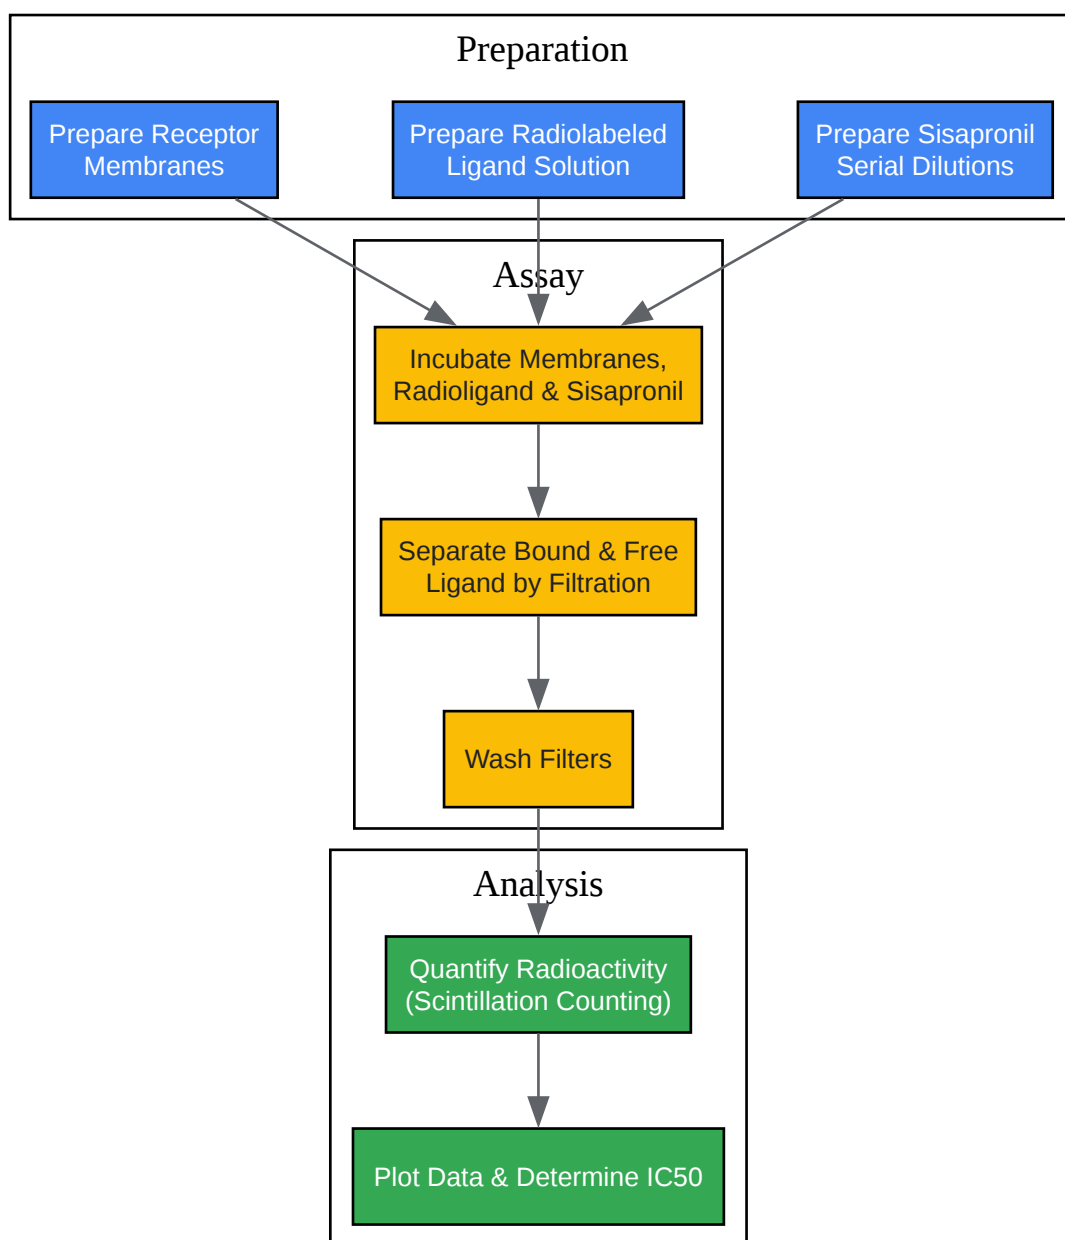 Preparation
Prepare Receptor
Membranes
Prepare Radiolabeled
Ligand Solution
Prepare Sisapronil
Serial Dilutions
Assay
Incubate Membranes,
Radioligand & Sisapronil
Separate Bound & Free
Ligand by Filtration
Wash Filters
Analysis
Quantify Radioactivity
(Scintillation Counting)
Plot Data & Determine IC50